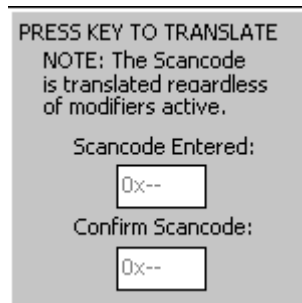 PRESS KEY TO TRANSLATE
NOTE: The Scancode
is translated regardless
of modifiers active.
Scancode Entered:
0x--
Confirm Scancode:
0x--